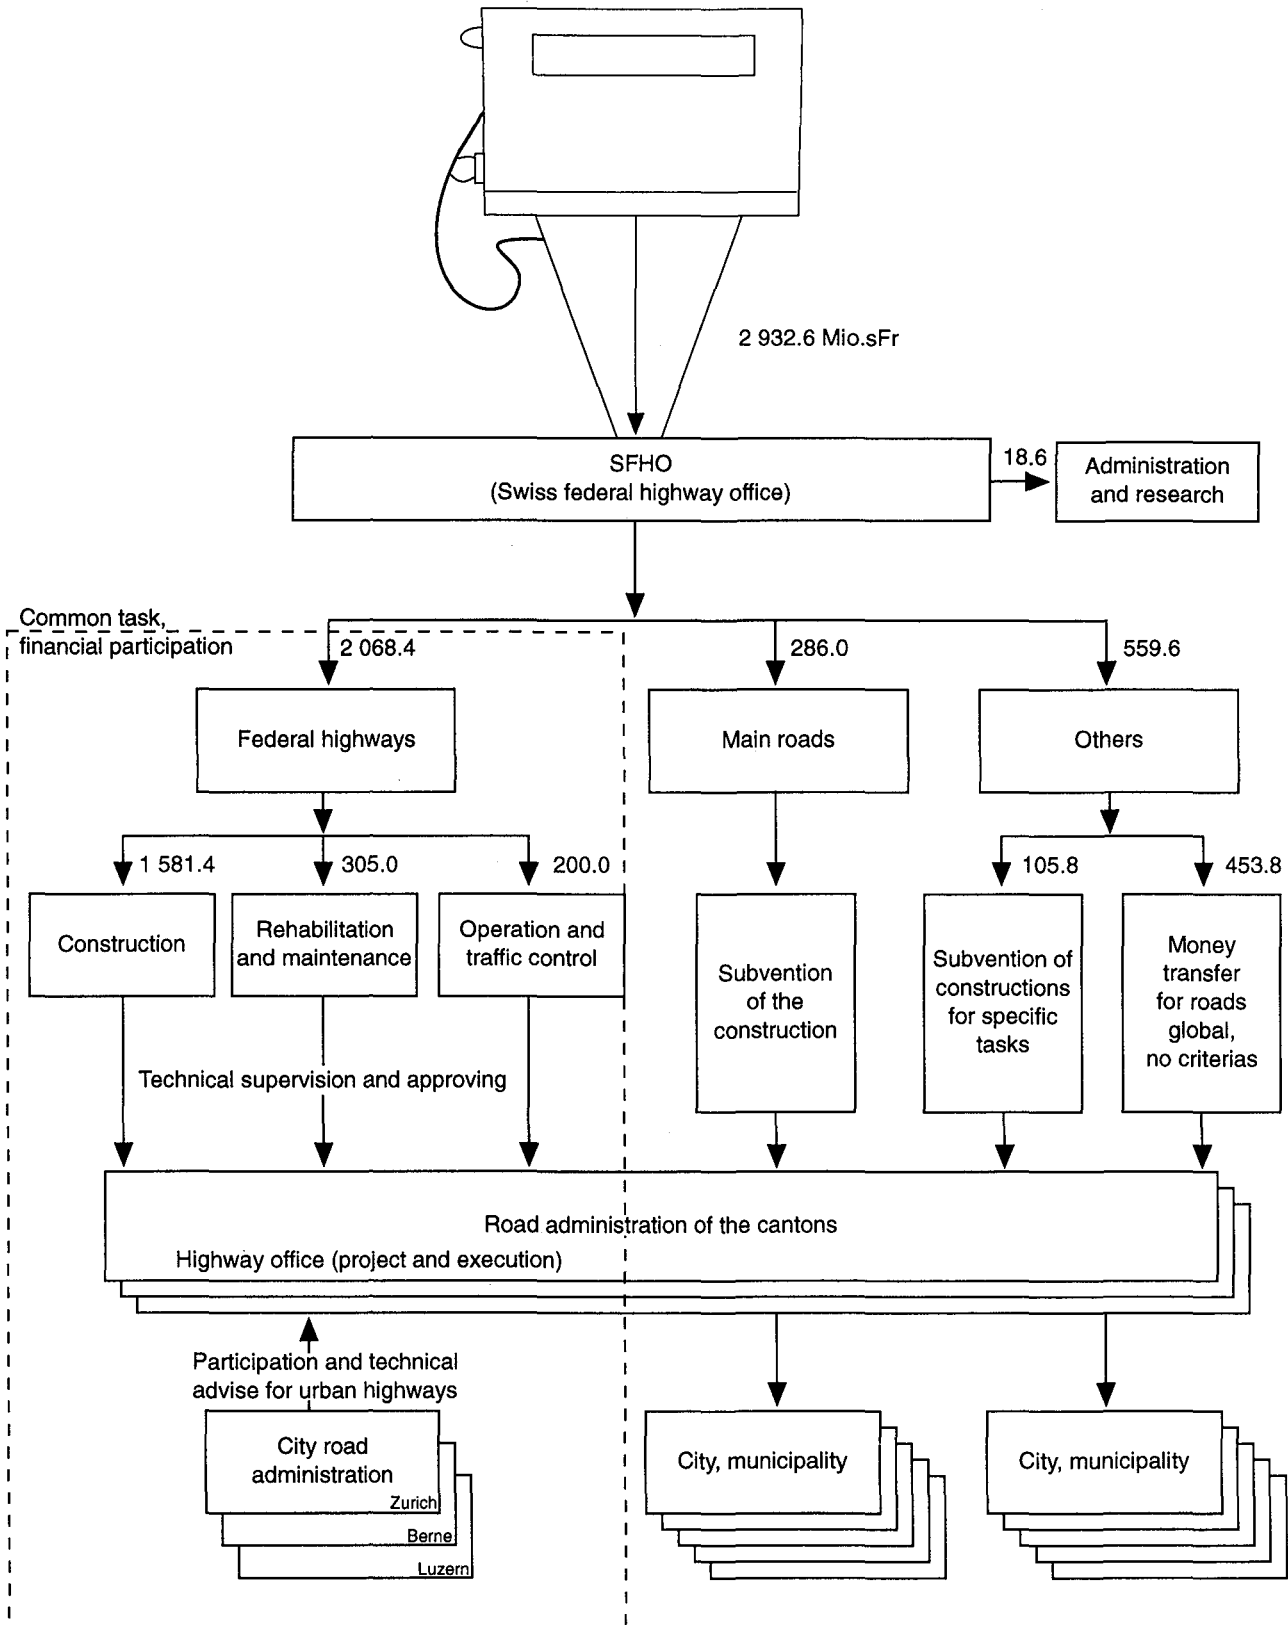 2 932.6 Mio.sFr
SFHO
(Swiss federal highway office)
18.6
Administration
and research
Common task,
financial participation
2 068.4
286.0
559.6
Federal highways
Main roads
Others
1 581.4
305.0
200.0
105.8
453.8
Construction
Rehabilitation
and maintenance
Operation and
traffic control
Subvention
of the
construction
Subvention of
constructions
for specific
tasks
Money
transfer
for roads
global,
no criterias
Technical supervision and approving
Road administration of the cantons
Highway office (project and execution)
Participation and technical
advise for urban highways
City road
administration
Zurich
Berne
Luzern
City, municipality
City, municipality